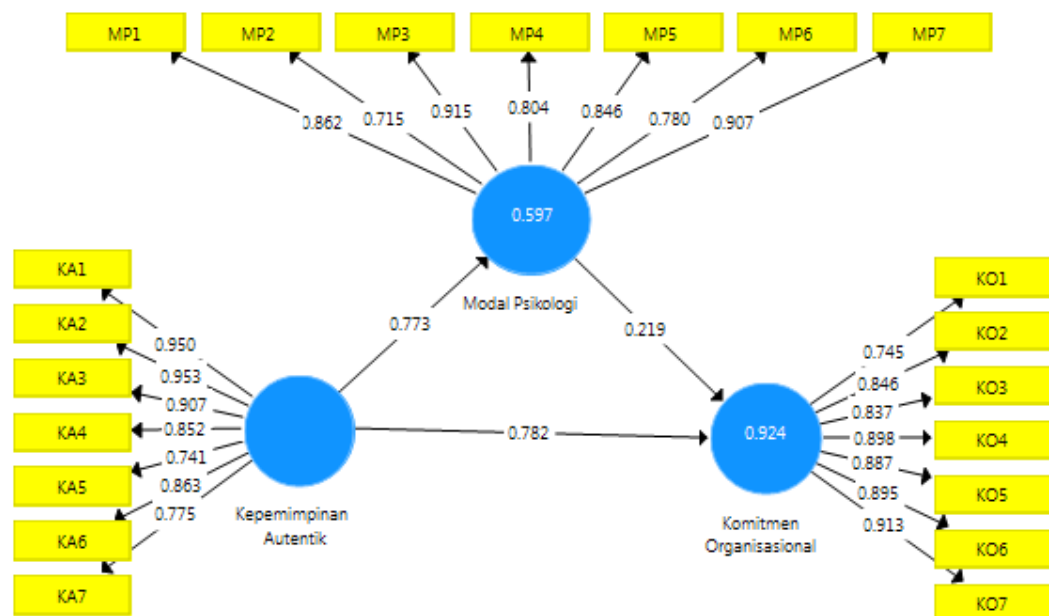 MP1
MP2
MP3
MP4
MP5
MP6
MP7
0.862
0.715
0.915
0.804
0.846
0.780
0.907
0.597
Modal Psikologi
0.773
0.219
KA1
KA2
KA3
KA4
KA5
KA6
KA7
0.950
0.953
0.907
0.852
0.741
0.863
0.775
Kepemimpinan
Autentik
0.782
0.924
Komitmen
Organisasional
0.745
0.846
0.837
0.898
0.887
0.895
0.913
KO1
KO2
KO3
KO4
KO5
KO6
KO7